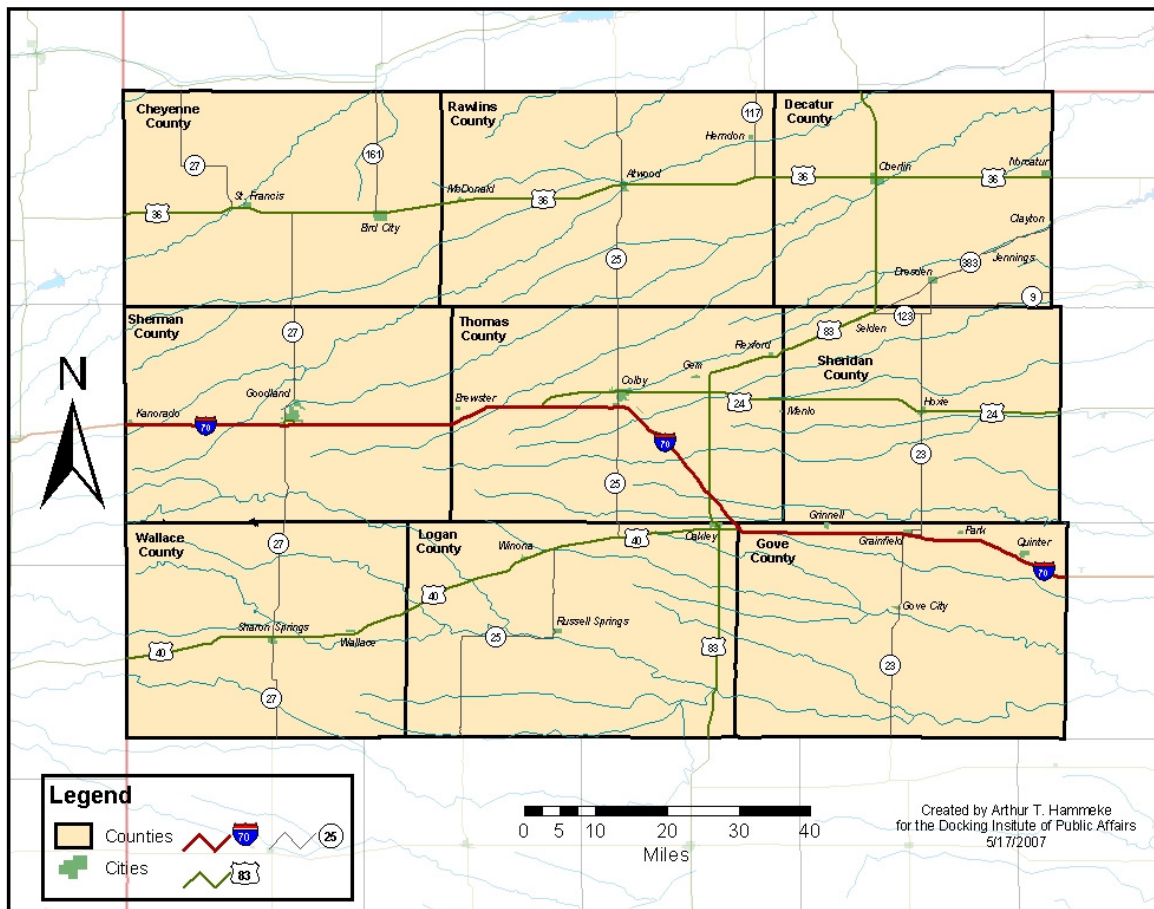 Cheyenne
County
Rawlins
County
Decatur
County
117
Herndon
27
161
Oberlin
Norcatur
St. Francis
McDonald
Atwood
36
36
36
36
Bird City
Clayton
25
Dresden
383
Jennings
9
Sherman
County
27
Thomas
County
83
123
Selden
Rexford
Sheridan
County
Gem
Goodland
Colby
Brewster
24
Menlo
Hoxie
24
Kanorado
70
70
23
N
25
Grinnell
Park
Wallace
County
27
Logan
County
Winona
40
Oakley
Gove
County
Grainfield
Quinter
70
40
Gove City
Sharon Springs
Wallace
Russell Springs
25
83
40
23
27
Legend
Counties
70
25
Cities
83
0 5 10 20 30 40
Miles
Created by Arthur T. Hammeke
for the Docking Insitute of Public Affairs
5/17/2007